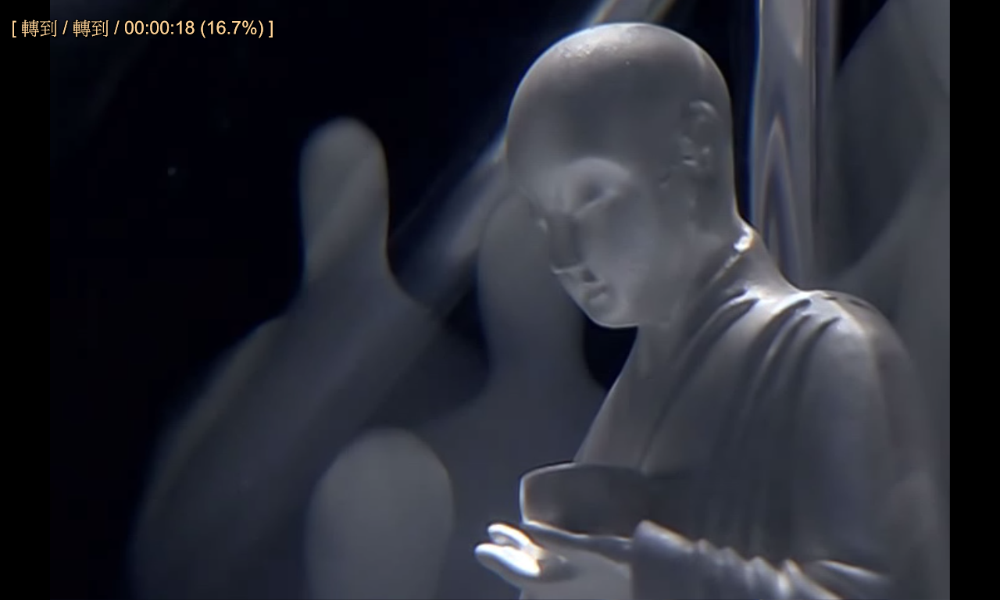 [ 轉到 / 轉到 / 00:00:18 (16.7%) ]